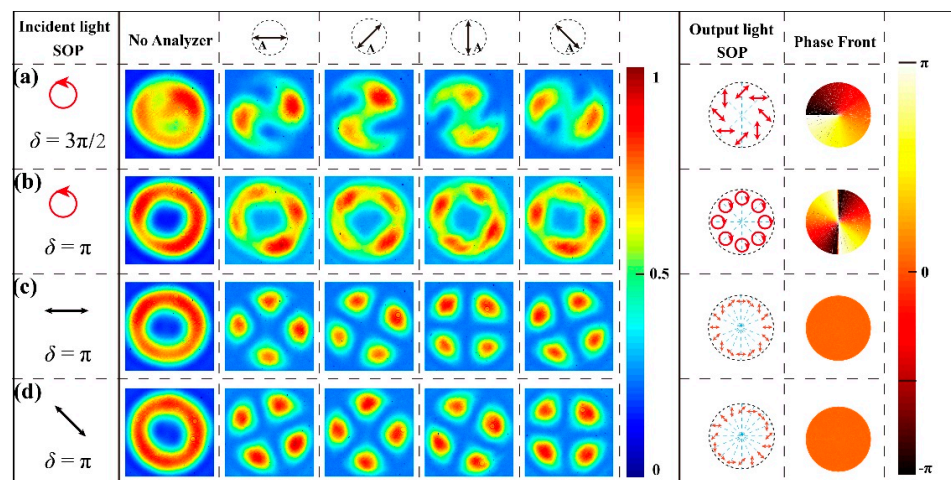 Incident light
SOP
No Analyzer
A
A
A
A
Output light
SOP
Phase Front
(a)
δ = 3π/2
(b)
δ = π
(c)
δ = π
(d)
δ = π
1
0.5
0
π
0
-π